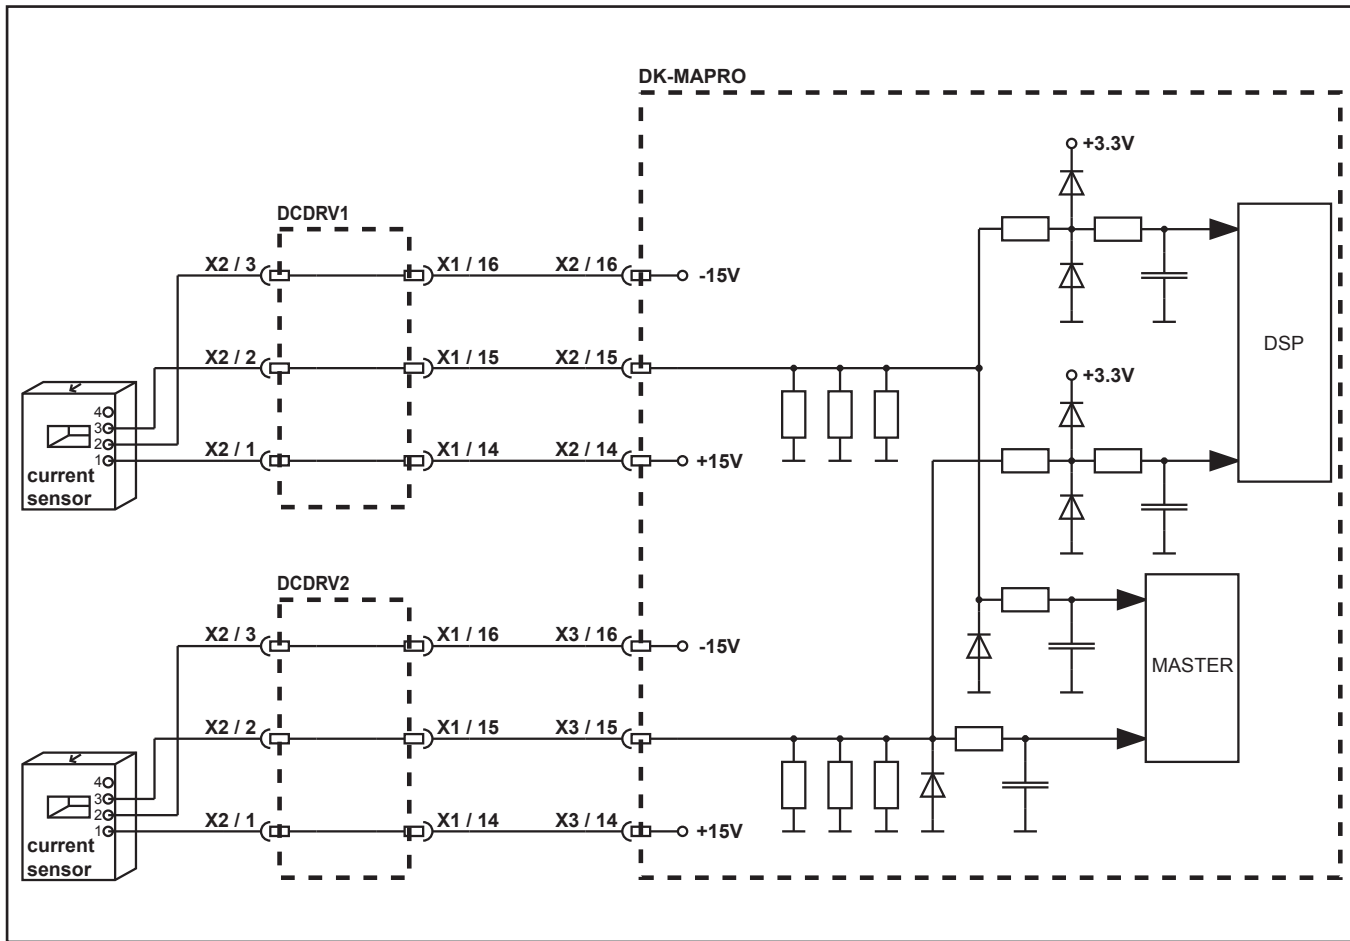 DK-MAPRO
+3.3V
DCDRV1
X2 / 3
X1 / 16
X2 / 16
-15V
DSP
X2 / 2
X1 / 15
X2 / 15
+3.3V
4
3
2
1
X2 / 1
X1 / 14
X2 / 14
+15V
current
sensor
DCDRV2
X2 / 3
X1 / 16
X3 / 16
-15V
MASTER
X2 / 2
X1 / 15
X3 / 15
4
3
2
1
X2 / 1
X1 / 14
X3 / 14
+15V
current
sensor